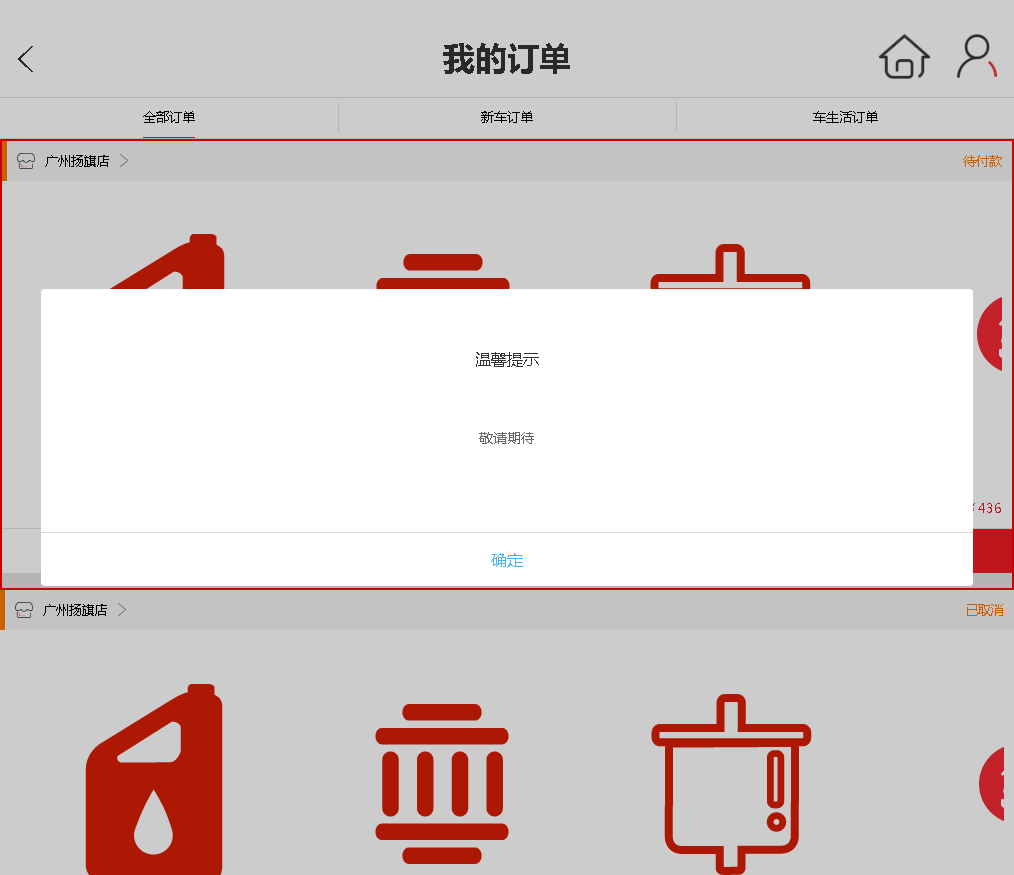 我的订单
全部订单
新车订单
车生活订单
广州扬旗店
待付款
温馨提示
敬请期待
436
确定
广州扬旗店
已取消